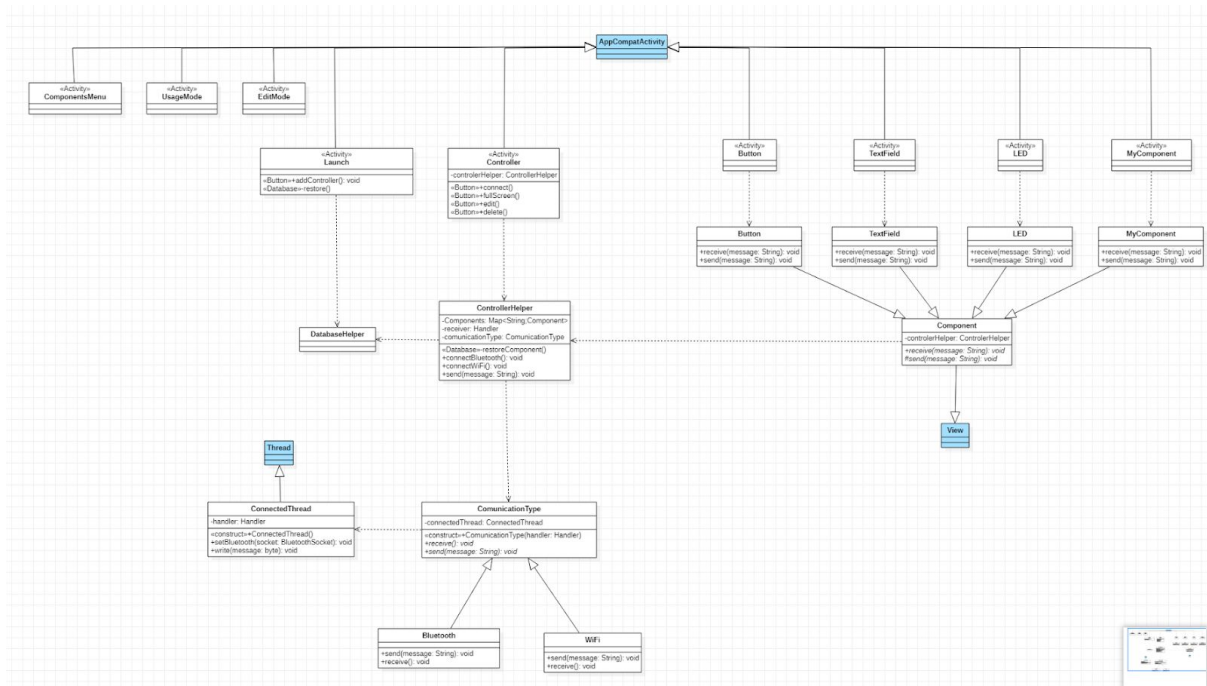 AppCompatActivity
«Activity»
ComponentsMenu
«Activity»
UsageMode
«Activity»
EditMode
«Activity»
Launch
«Button»+addController(): void
«Database»-restore()
«Activity»
Controller
-controlerHelper: ControllerHelper
«Button»+connect()
«Button»+fullScreen()
«Button»+edit()
«Button»+delete()
«Activity»
Button
«Activity»
TextField
«Activity»
LED
«Activity»
MyComponent
Button
+receive(message: String): void
+send(message: String): void
TextField
+receive(message: String): void
+send(message: String): void
LED
+receive(message: String): void
+send(message: String): void
MyComponent
+receive(message: String): void
+send(message: String): void
DatabaseHelper
ControllerHelper
-Components: Map<String,Component>
-receiver: Handler
-comunicationType: ComunicationType
«Database»-restoreComponent()
+connectBluetooth(): void
+connectWiFi(): void
+send(message: String): void
Component
-controlerHelper: ControlerHelper
+receive(message: String): void
#send(message: String): void
View
Thread
ConnectedThread
-handler: Handler
«construct»+ConnectedThread()
+setBluetooth(socket: BluetoothSocket): void
+write(message: byte): void
ComunicationType
-connectedThread: ConnectedThread
«construct»+ComunicationType(handler: Handler)
+receive(): void
+send(message: String): void
Bluetooth
+send(message: String): void
+receive(): void
WiFi
+send(message: String): void
+receive(): void